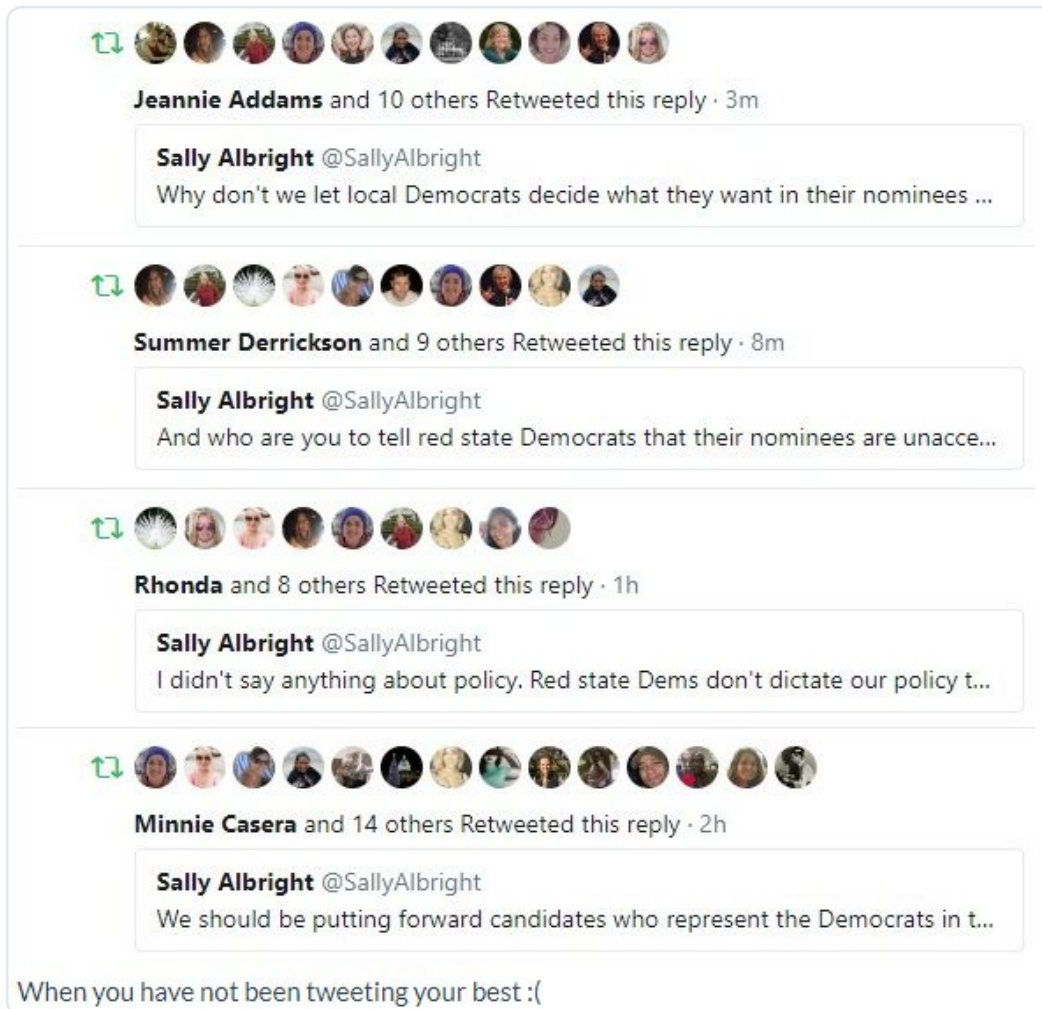 Jeannie Addams and 10 others Retweeted this reply · 3m
Sally Albright @SallyAlbright
Why don't we let local Democrats decide what they want in their nominees ...
Summer Derrickson and 9 others Retweeted this reply · 8m
Sally Albright @SallyAlbright
And who are you to tell red state Democrats that their nominees are unacce...
Rhonda and 8 others Retweeted this reply · 1h
Sally Albright @SallyAlbright
I didn't say anything about policy. Red state Dems don't dictate our policy t...
Minnie Casera and 14 others Retweeted this reply · 2h
Sally Albright @SallyAlbright
We should be putting forward candidates who represent the Democrats in t...
When you have not been tweeting your best :(